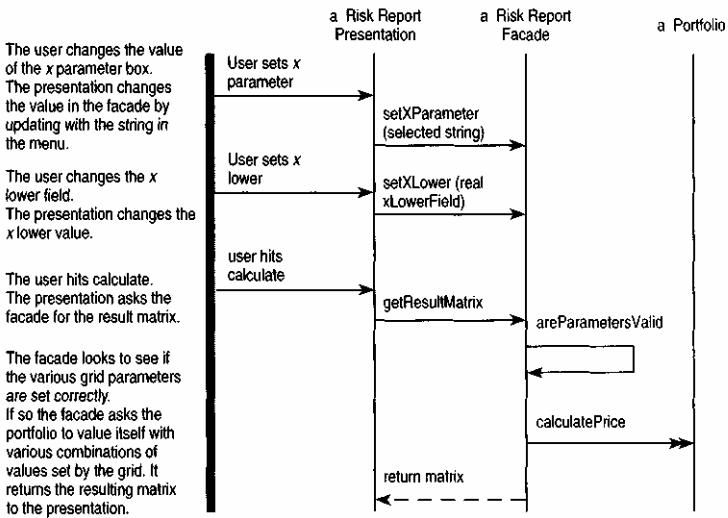 a Risk Report
Presentation
a Risk Report
Facade
a Portfolio
The user changes the value
of the x parameter box.
The presentation changes
the value in the facade by
updating with the string in
the menu.
User sets x
parameter
setXParameter
(selected string)
The user changes the x
lower field.
The presentation changes the
x lower value.
User sets x
lower
setXLower (real
xLowerField)
The user hits calculate.
The presentation asks the
facade for the result matrix.
user hits
calculate
getResultMatrix
areParametersValid
The facade looks to see if
the various grid parameters
are set correctly.
If so the facade asks the
portfolio to value itself with
various combinations of
values set by the grid. It
returns the resulting matrix
to the presentation.
calculatePrice
return matrix